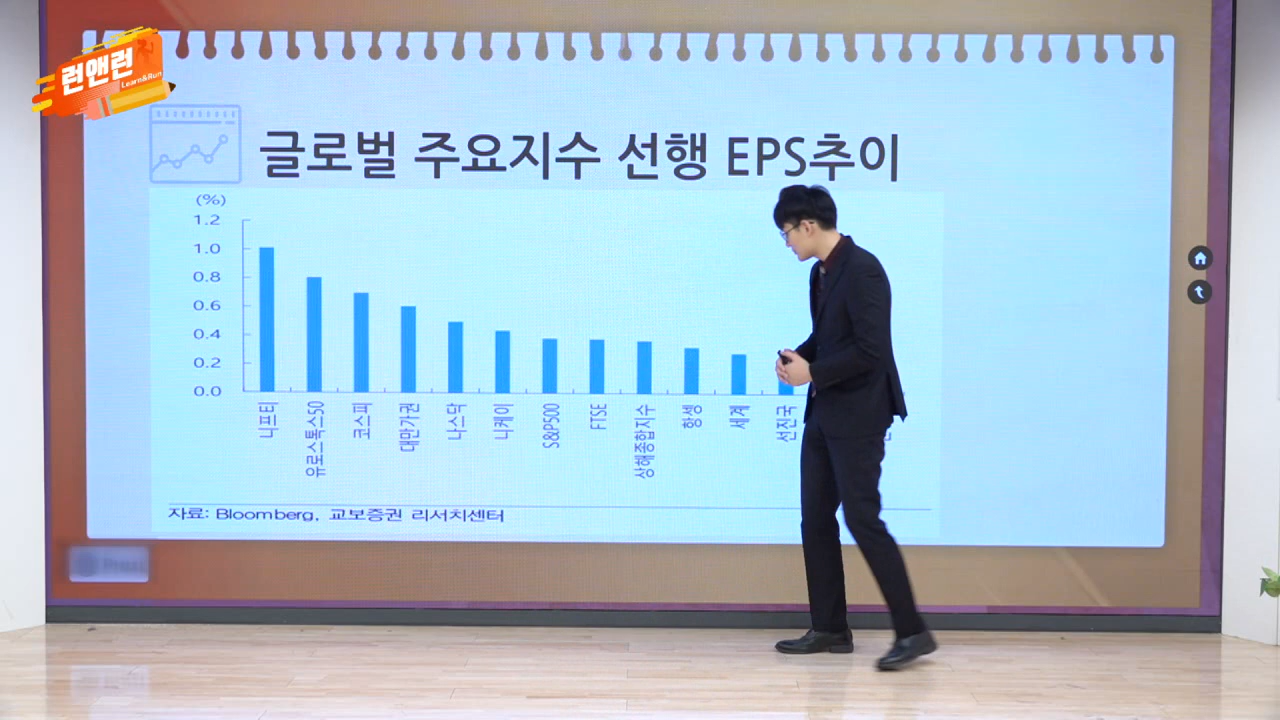 런앤런
Learn&Run
글로벌 주요지수 선행 EPS추이
(%)
1.2
1.0
0.8
0.6
0.4
0.2
0.0
니프티
유로스톡스50
코스피
대만가권
나스닥
니케이
S&P500
FTSE
상해종합지수
항셍
세계
선진국
자료: Bloomberg, 교보증권 리서치센터